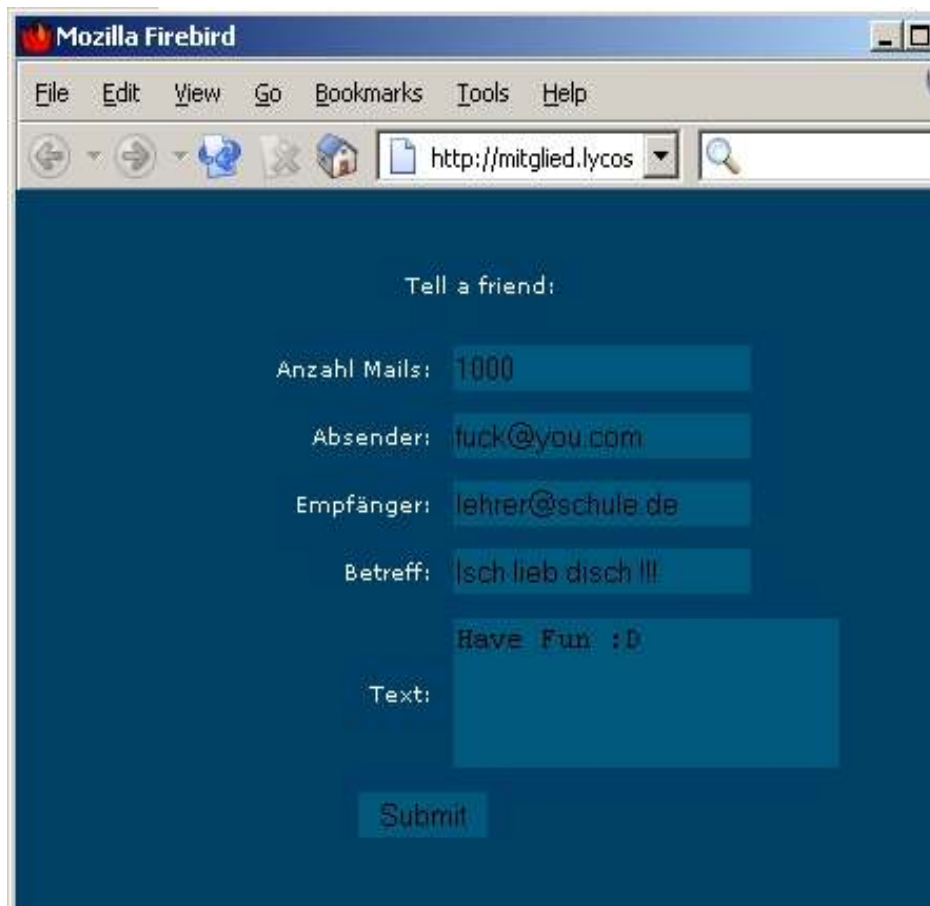 Mozilla Firebird
File Edit View Go Bookmarks Tools Help
http://mitglied.lycos
Tell a friend:
Anzahl Mails: 1000
Absender: fuck@you.com
Empfänger: lehrer@schule.de
Betreff: Isch lieb disch !!!
Text: Have Fun :D
Submit